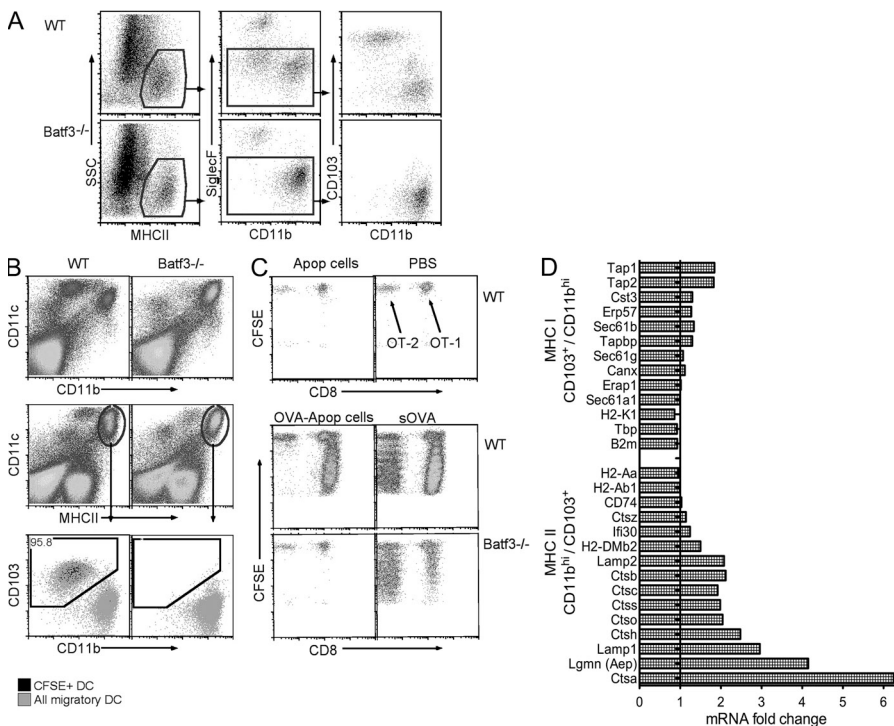 A
WT
Batf3-/-
SSC
MHCII
SiglecF
CD11b
CD103
CD11b
B
WT
Batf3-/-
CD11c
CD11b
CD11c
MHCII
95.8
CD103
CD11b
CFSE+ DC
All migratory DC
C
Apop cells
PBS
WT
CFSE
OT-2
OT-1
CD8
OVA-Apop cells
sOVA
WT
Batf3-/-
CFSE
CD8
D
MHC I
CD103+ / CD11bhi
Tap1
Tap2
Cst3
Erp57
Sec61b
Tapbp
Sec61g
Canx
Erap1
Sec61a1
H2-K1
Tbp
B2m
MHC II
CD11bhi / CD103+
H2-Aa
H2-Ab1
CD74
Ctsz
Ifi30
H2-DMb2
Lamp2
Ctsb
Ctsc
Ctss
Ctso
Ctsh
Lamp1
Lgmn (Aep)
Ctsa
0 1 2 3 4 5 6
mRNA fold change